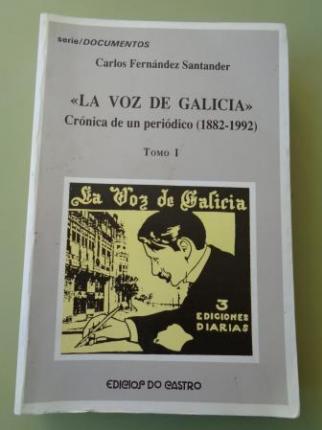 serie/DOCUMENTOS
Carlos Fernández Santander
«LA VOZ DE GALICIA»
Crónica de un periódico (1882-1992)
TOMO I
La Voz de Galicia
3
EDICIONES
DIARIAS
EDICIOS DO CASTRO